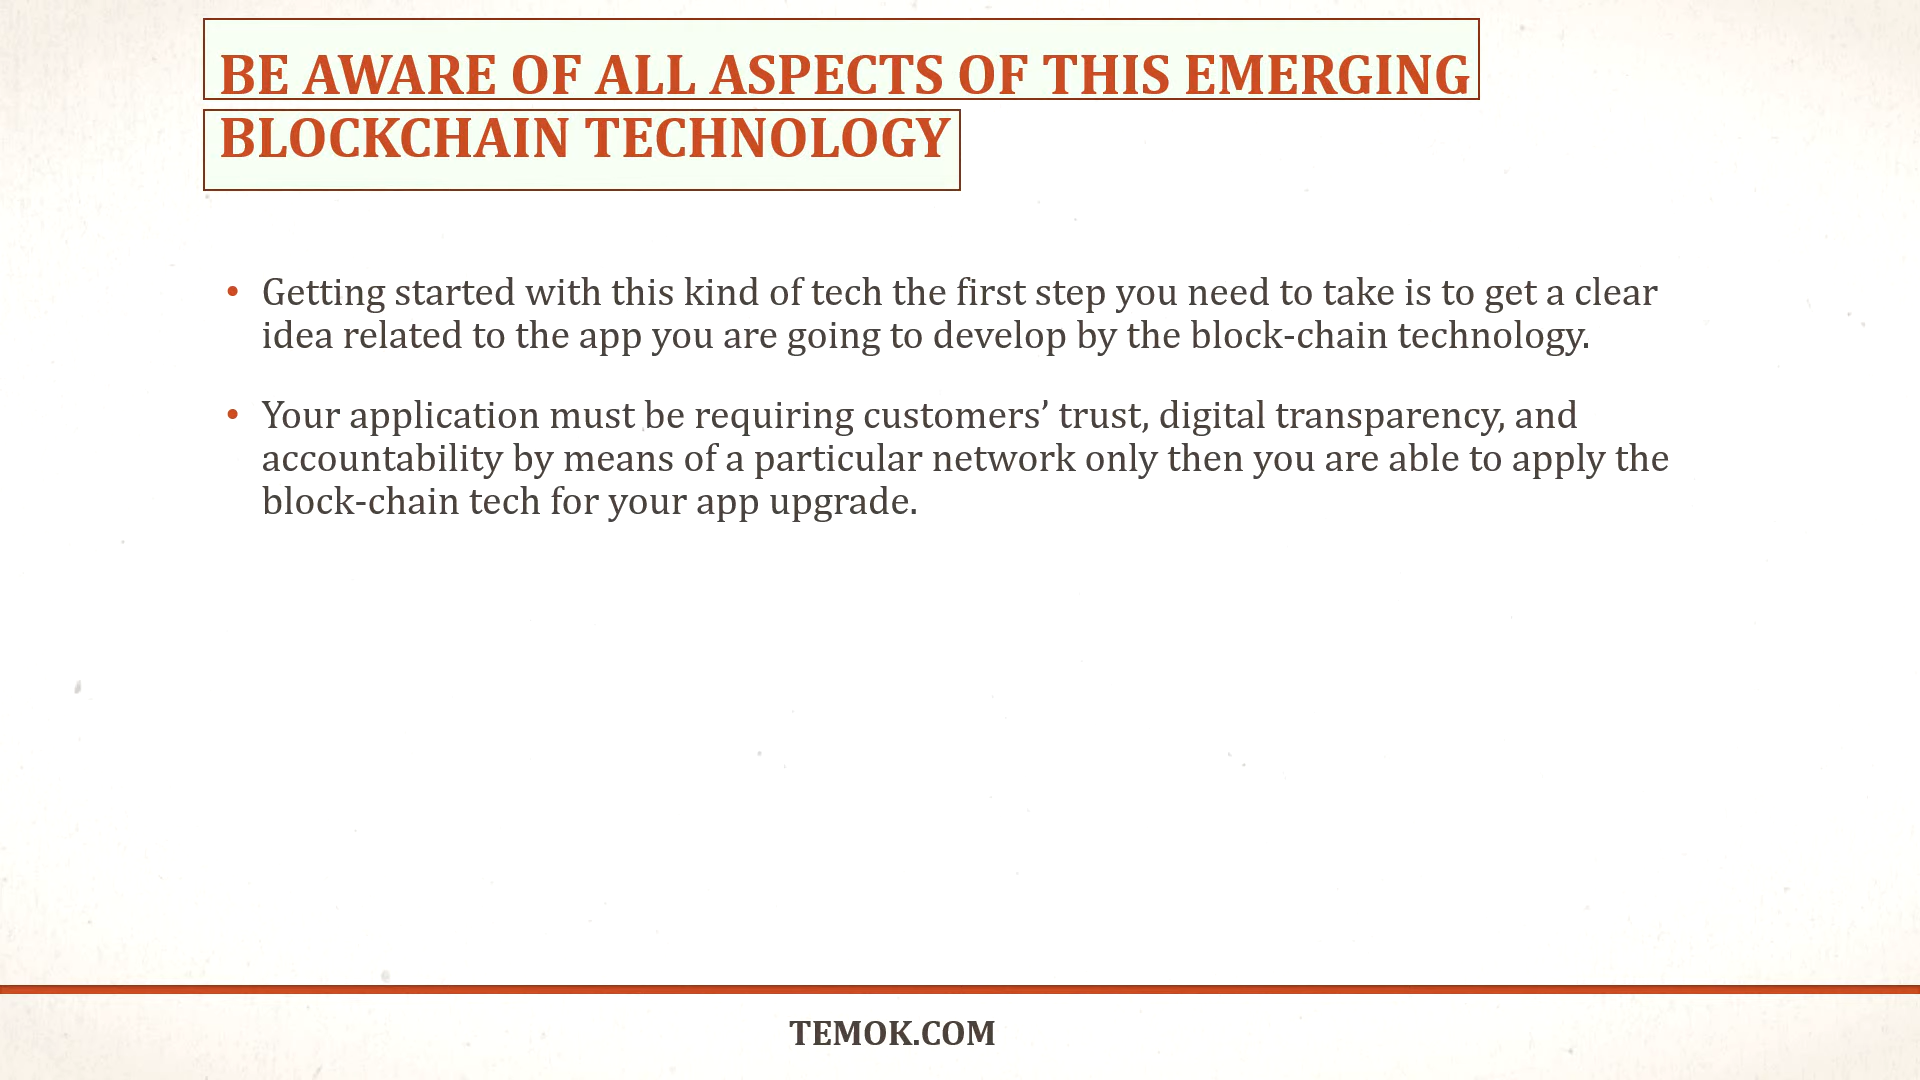 BE AWARE OF ALL ASPECTS OF THIS EMERGING
BLOCKCHAIN TECHNOLOGY
• Getting started with this kind of tech the first step you need to take is to get a clear
idea related to the app you are going to develop by the block-chain technology.
• Your application must be requiring customers’ trust, digital transparency, and
accountability by means of a particular network only then you are able to apply the
block-chain tech for your app upgrade.
TEMOK.COM